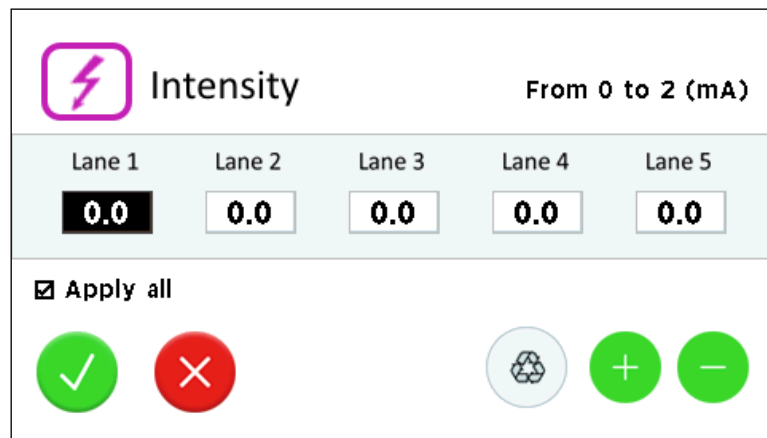 Intensity
From 0 to 2 (mA)
Lane 1 Lane 2 Lane 3 Lane 4 Lane 5
0.0 0.0 0.0 0.0 0.0
Apply all